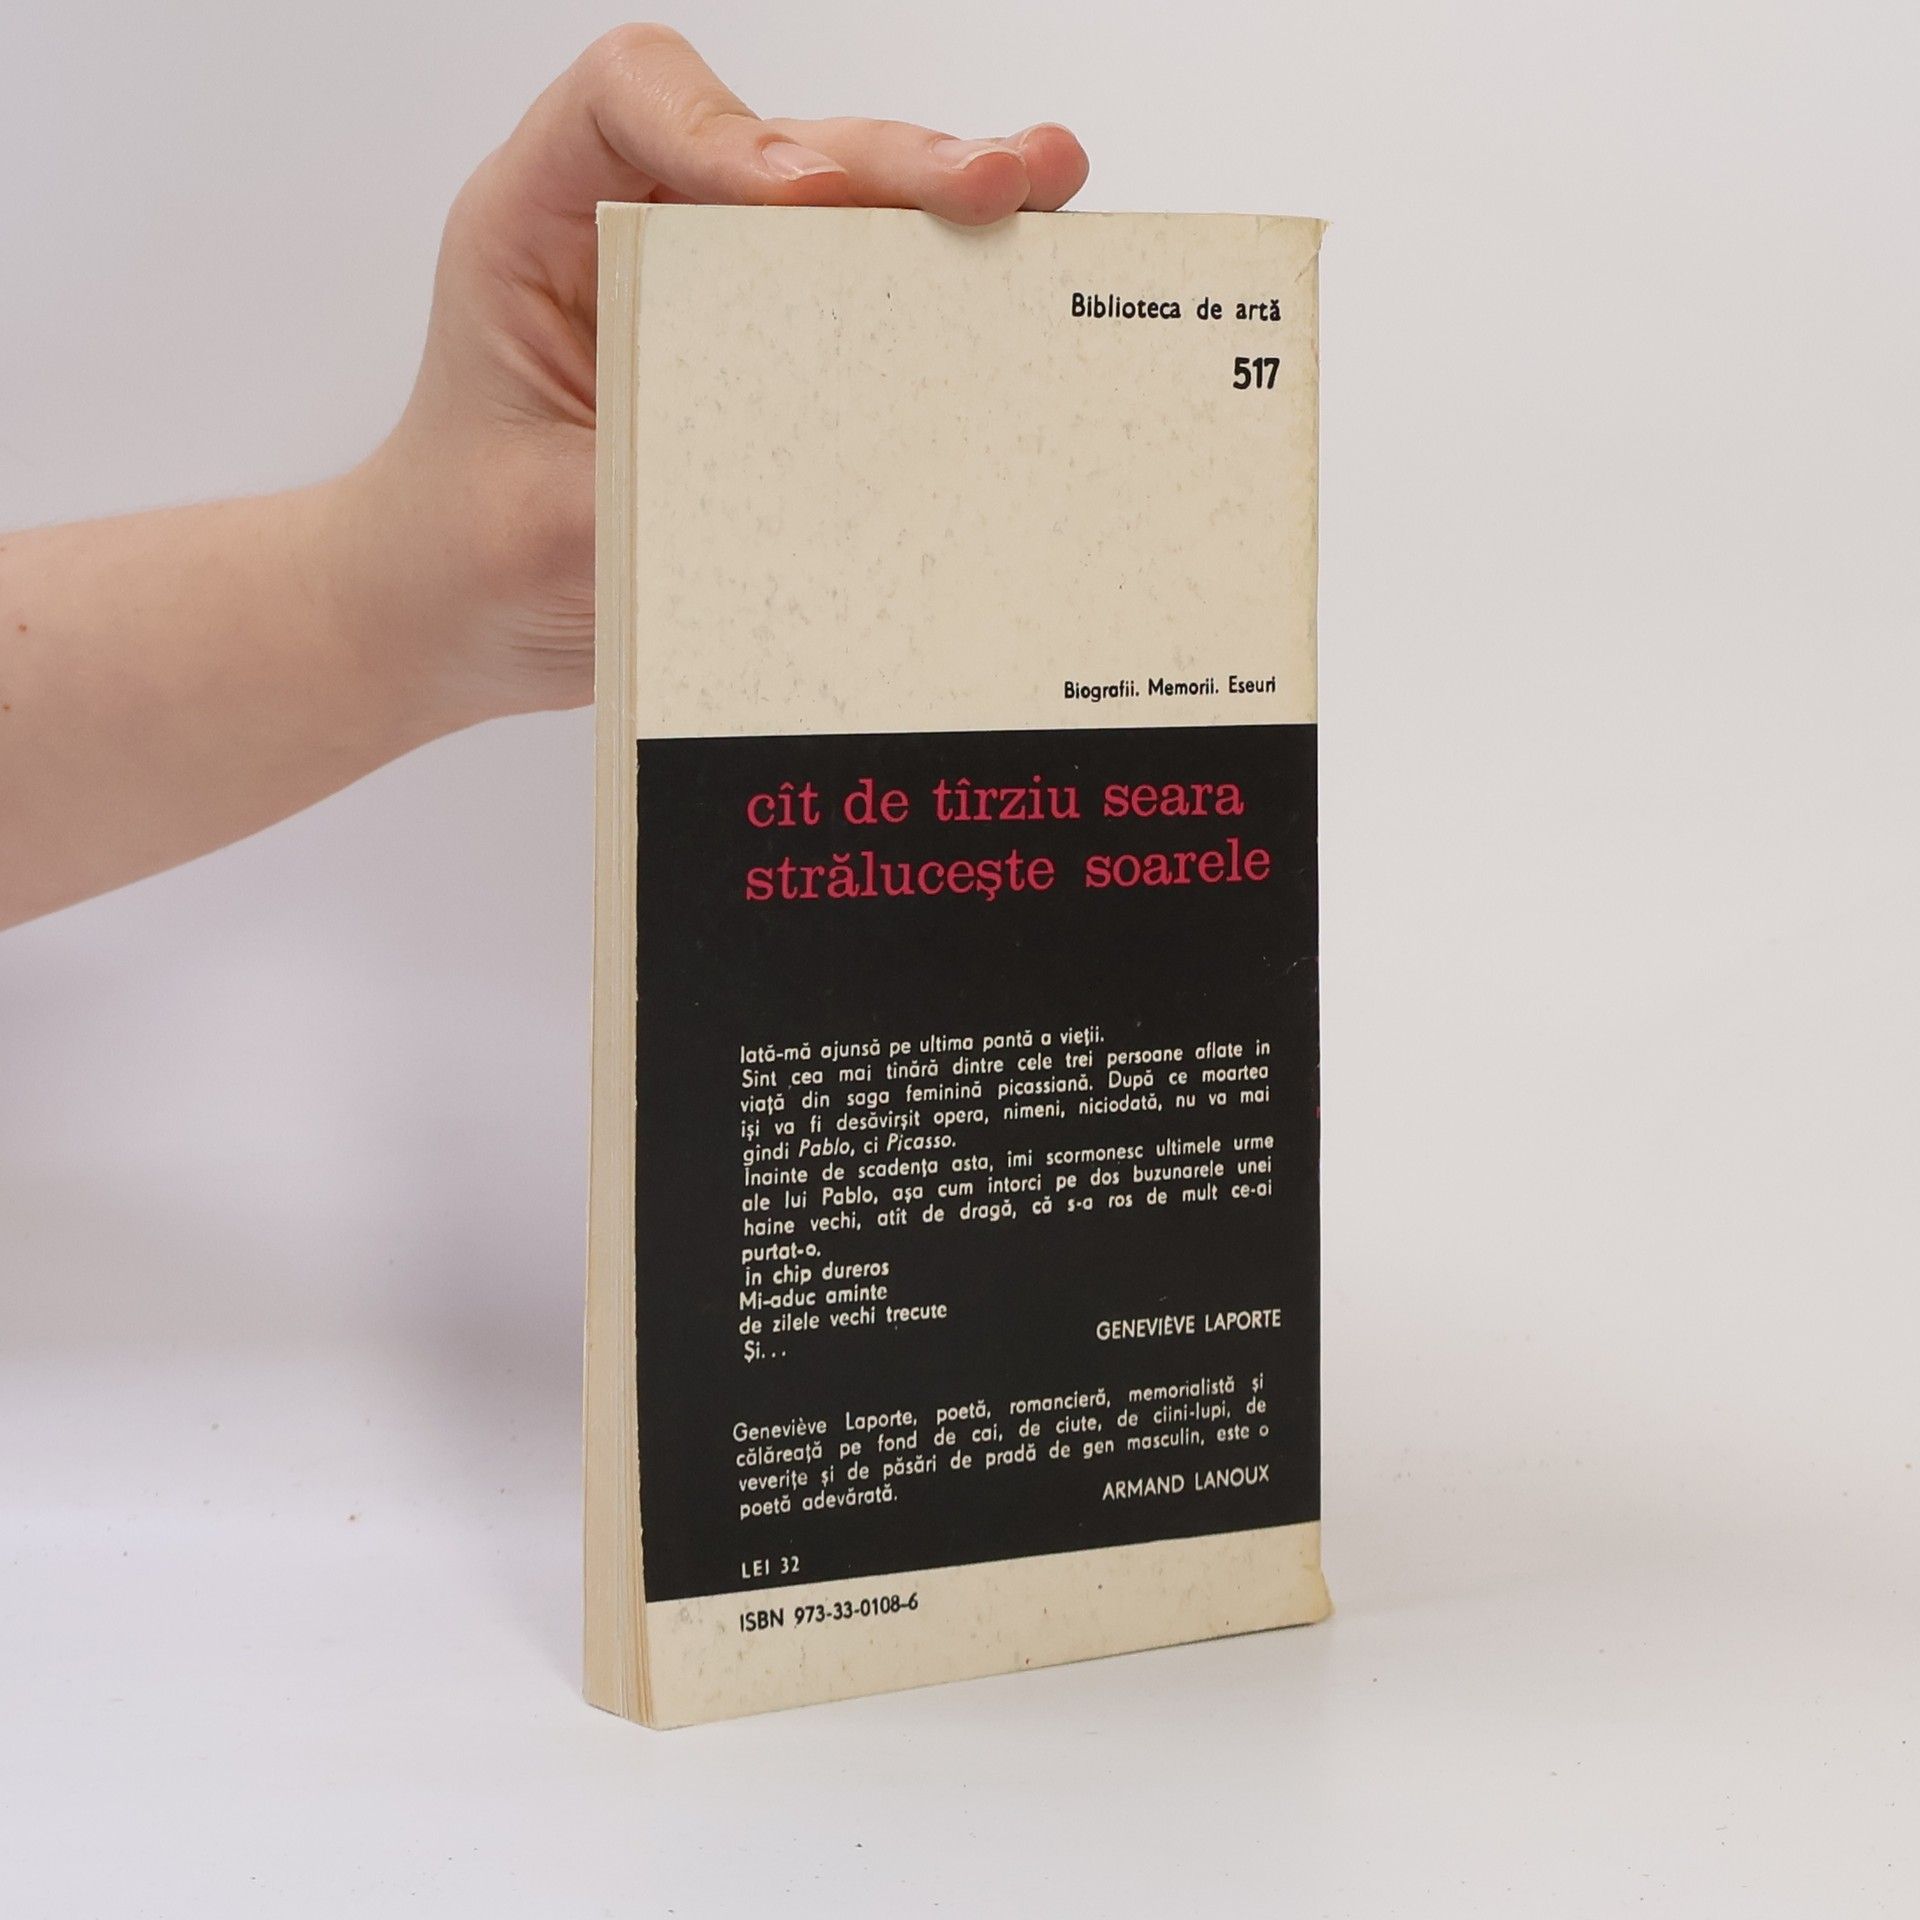 Biblioteca de artă
517
Biografii. Memorii. Eseuri
cît de tîrziu seara
străluceşte soarele
Iată-mă ajunsă pe ultima pantă a vieţii.
Sint cea mai tînără dintre cele trei persoane aflate in
viaţă din saga feminină picassiană. După ce moartea
îşi va fi desăvîrşit opera, nimeni, niciodată, nu va mai
gindi Pablo, ci Picasso.
Înainte de scadenţa asta, îmi scormonesc ultimele urme
ale lui Pablo, aşa cum intorci pe dos buzunarele unei
haine vechi, atît de dragă, că s-a ros de mult ce-ai
purtat-o.
În chip dureros
Mi-aduc aminte
de zilele vechi trecute
Şi...
GENEVIÈVE LAPORTE
Geneviève Laporte, poetă, romancieră, memorialistă şi
călăreaţă pe fond de cai, de ciute, de cîini-lupi, de
veveriţe şi de păsări de pradă de gen masculin, este o
poetă adevărată.
ARMAND LANOUX
LEI 32
ISBN 973-33-0108-6